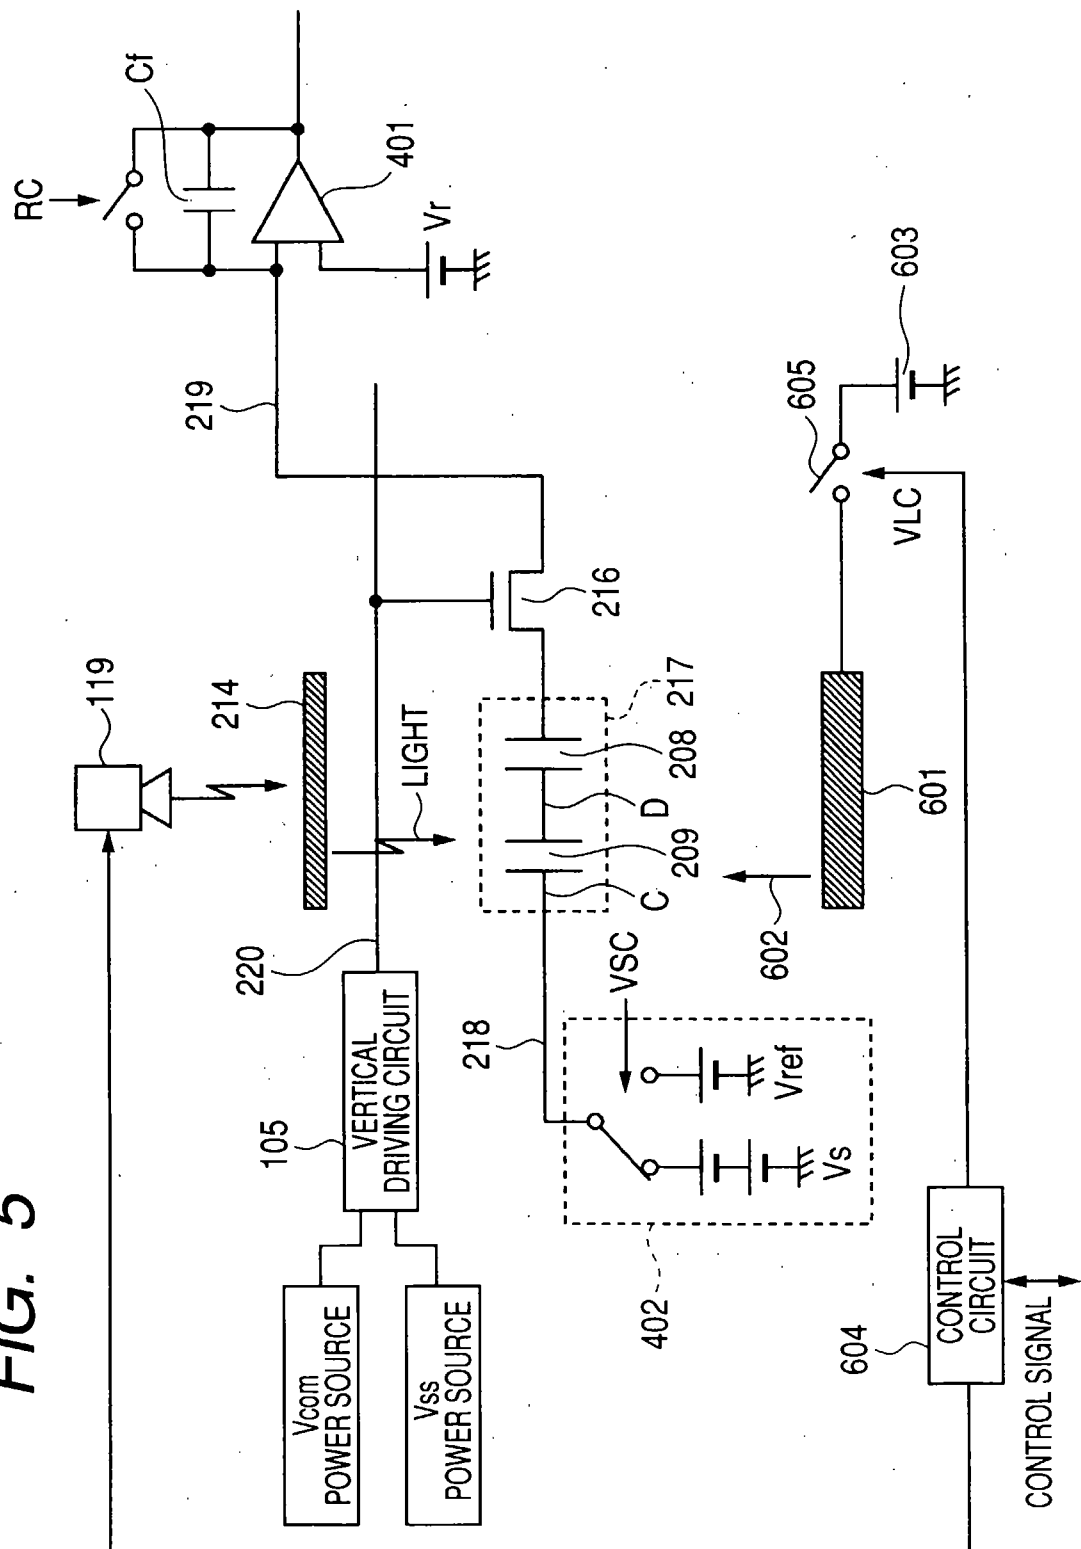 FIG. 5
RC
Cf
401
Vr
219
119
214
LIGHT
220
105
VERTICAL
DRIVING CIRCUIT
Vcom
POWER SOURCE
Vss
POWER SOURCE
216
217
208
D
209
C
218
VSC
Vref
Vs
402
602
601
605
603
VLC
604
CONTROL
CIRCUIT
CONTROL SIGNAL